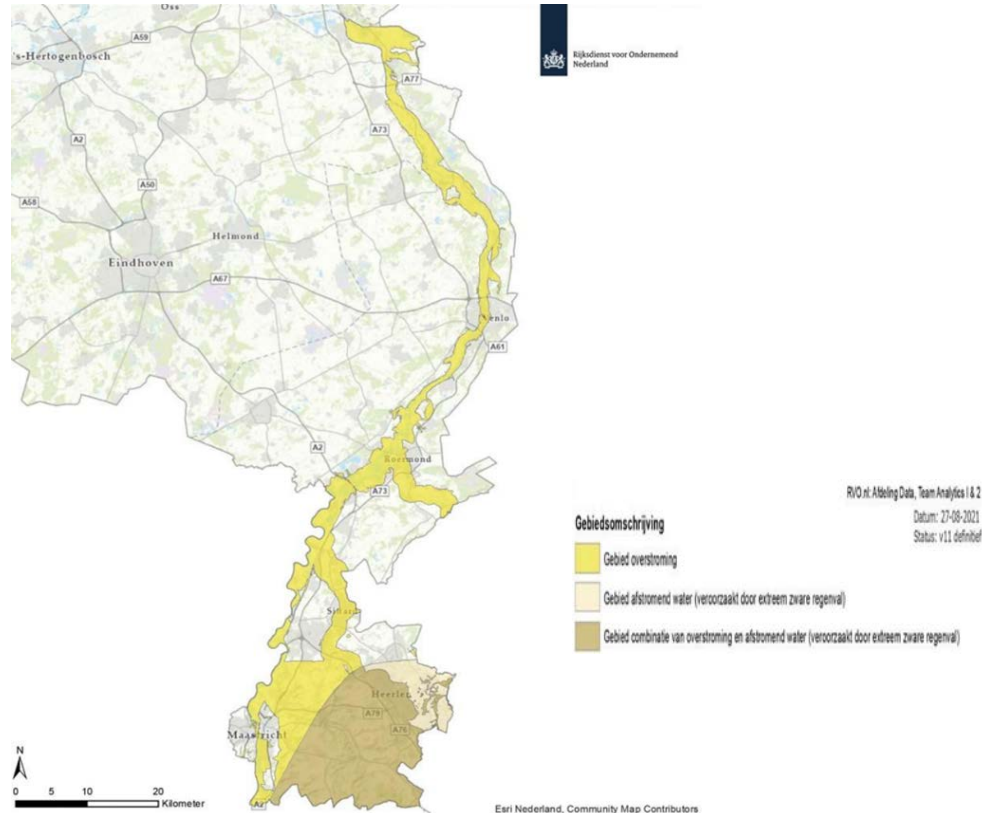 Oss
A59
's-Hertogenbosch
Rijksdienst voor Ondernemend
Nederland
A77
A73
A2
A50
A58
Helmond
Eindhoven
A67
Venlo
A61
A2
Roermond
A73
RVO.nl: Afdeling Data, Team Analytics I & 2
Datum: 27-08-2021
Status: v11 definitief
Gebiedsomschrijving
Gebied overstroming
Gebied afstromend water (veroorzaakt door extreem zware regenval)
Gebied combinatie van overstroming en afstromend water (veroorzaakt door extreem zware regenval)
Sittard
Heerlen
A79
A76
Maastricht
N
0 5 10 20
Kilometer
A2
Esri Nederland, Community Map Contributors